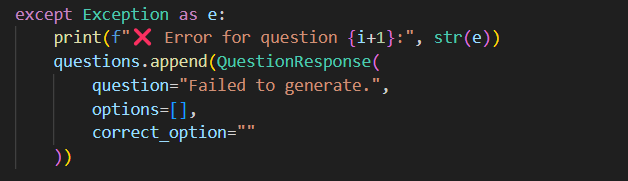 except Exception as e:
    print(f"❌ Error for question {i+1}:", str(e))
    questions.append(QuestionResponse(
        question="Failed to generate.",
        options=[],
        correct_option=""
    ))